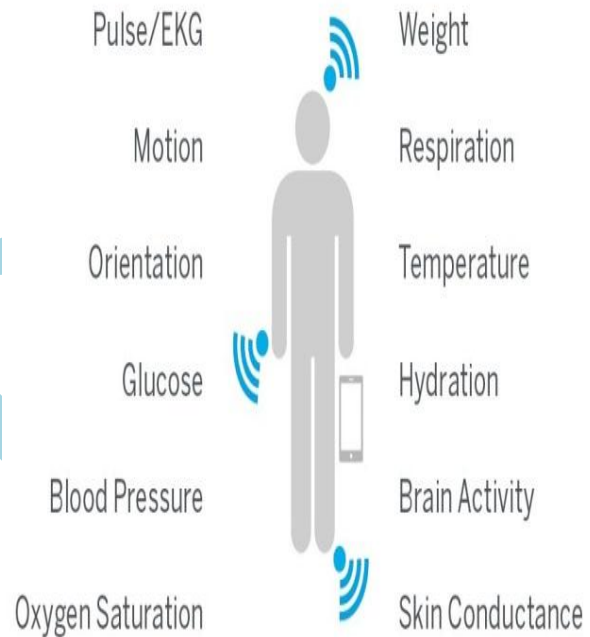 Pulse/EKG
Weight
Motion
Respiration
Orientation
Temperature
Glucose
Hydration
Blood Pressure
Brain Activity
Oxygen Saturation
Skin Conductance